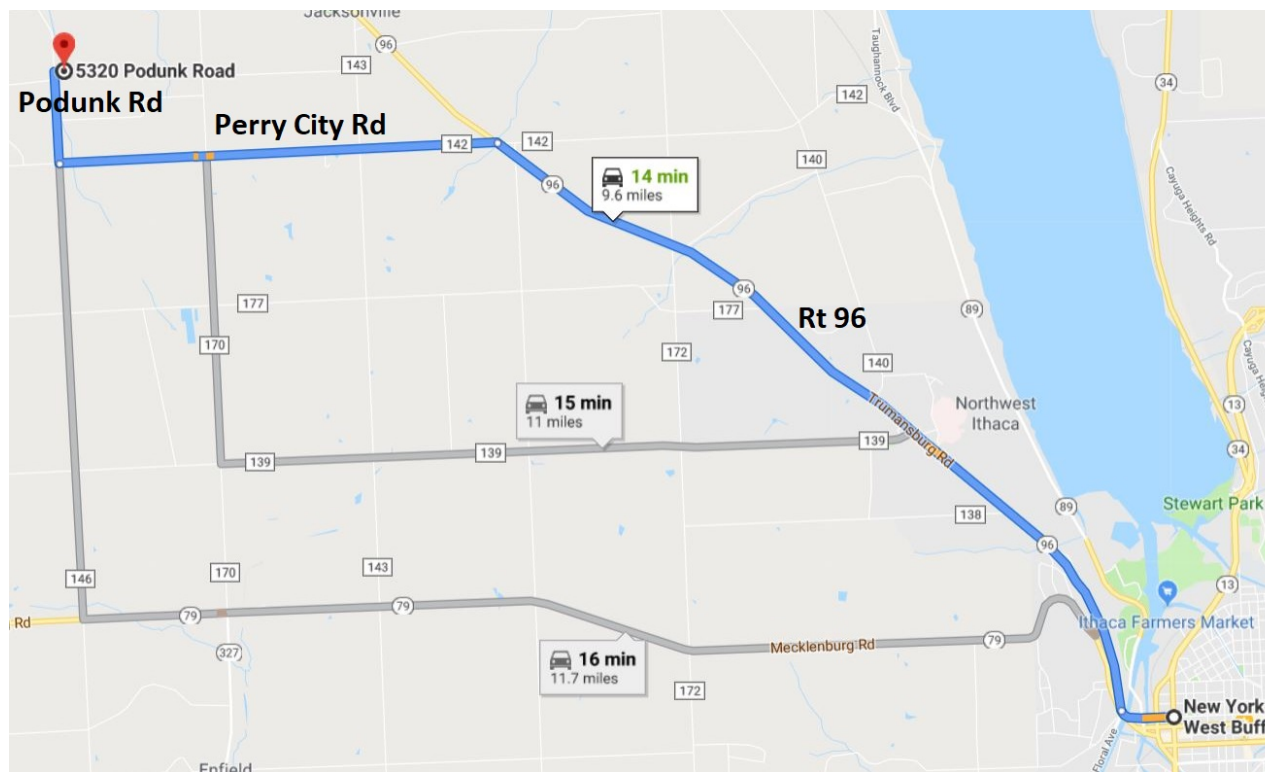 Jacksonville
96
143
5320 Podunk Road
Podunk Rd
Perry City Rd
142
142
96
14 min
9.6 miles
142
140
Taughannock Blvd
34
Cayuga Heights Rd
177
170
96
177
Rt 96
172
140
89
13
34
15 min
11 miles
139
139
139
Trumansburg Rd
Northwest
Ithaca
138
89
96
Stewart Park
13
146
170
143
79
79
Rd
327
16 min
11.7 miles
Mecklenburg Rd
79
172
Ithaca Farmers Market
New York
West Buff
Floral Ave
Enfield